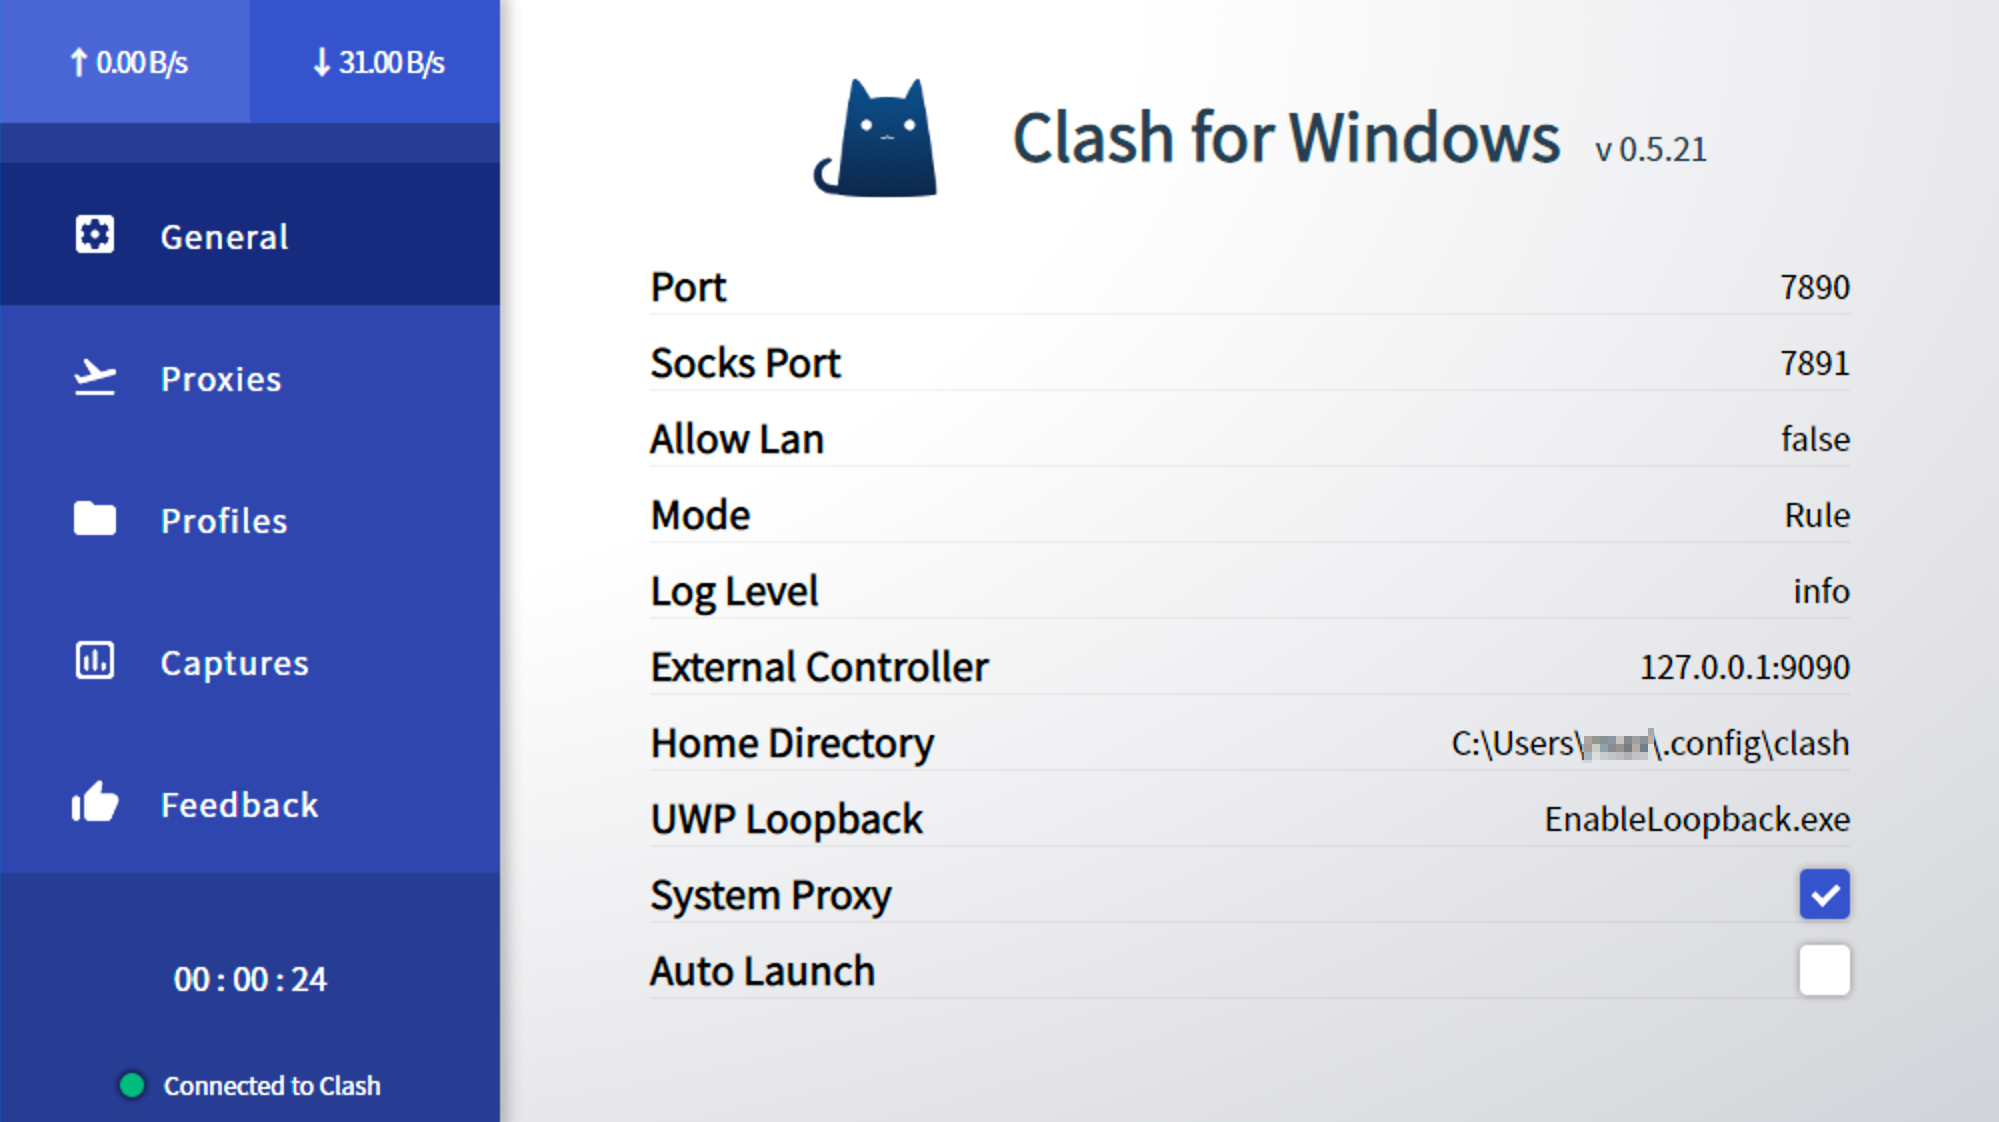 ↑ 0.00 B/s
↓ 31.00 B/s
General
Proxies
Profiles
Captures
Feedback
00 : 00 : 24
Connected to Clash
Clash for Windows v 0.5.21
Port 7890
Socks Port 7891
Allow Lan false
Mode Rule
Log Level info
External Controller 127.0.0.1:9090
Home Directory C:\Users\ \.config\clash
UWP Loopback EnableLoopback.exe
System Proxy
Auto Launch